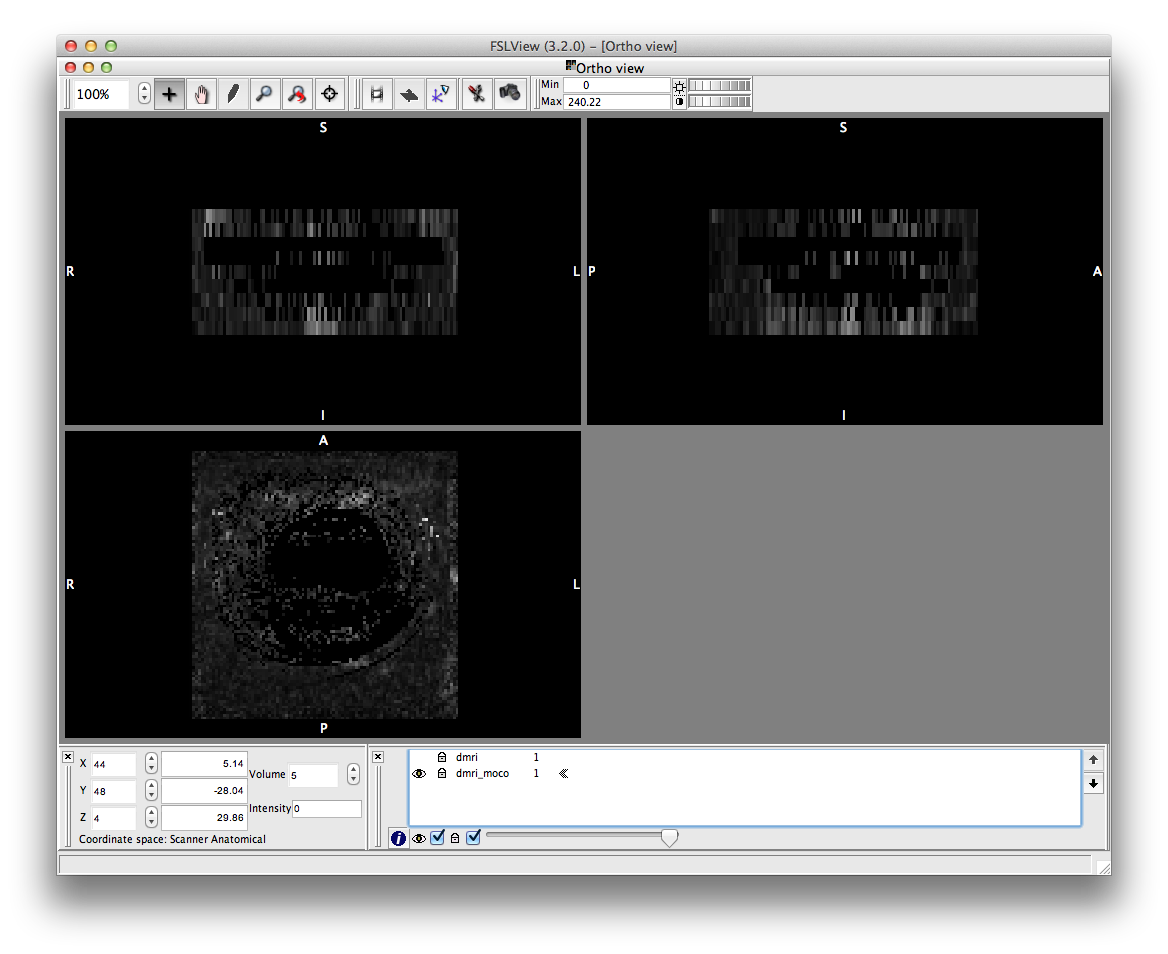 FSLView (3.2.0) – [Ortho view]
Ortho view
100%
Min 0
Max 240.22
S
R L
I
S
P A
I
A
R L
P
X 44 5.14
Y 48 -28.04
Z 4 29.86
Volume 5
Intensity 0
Coordinate space: Scanner Anatomical
dmri 1
dmri_moco 1
i